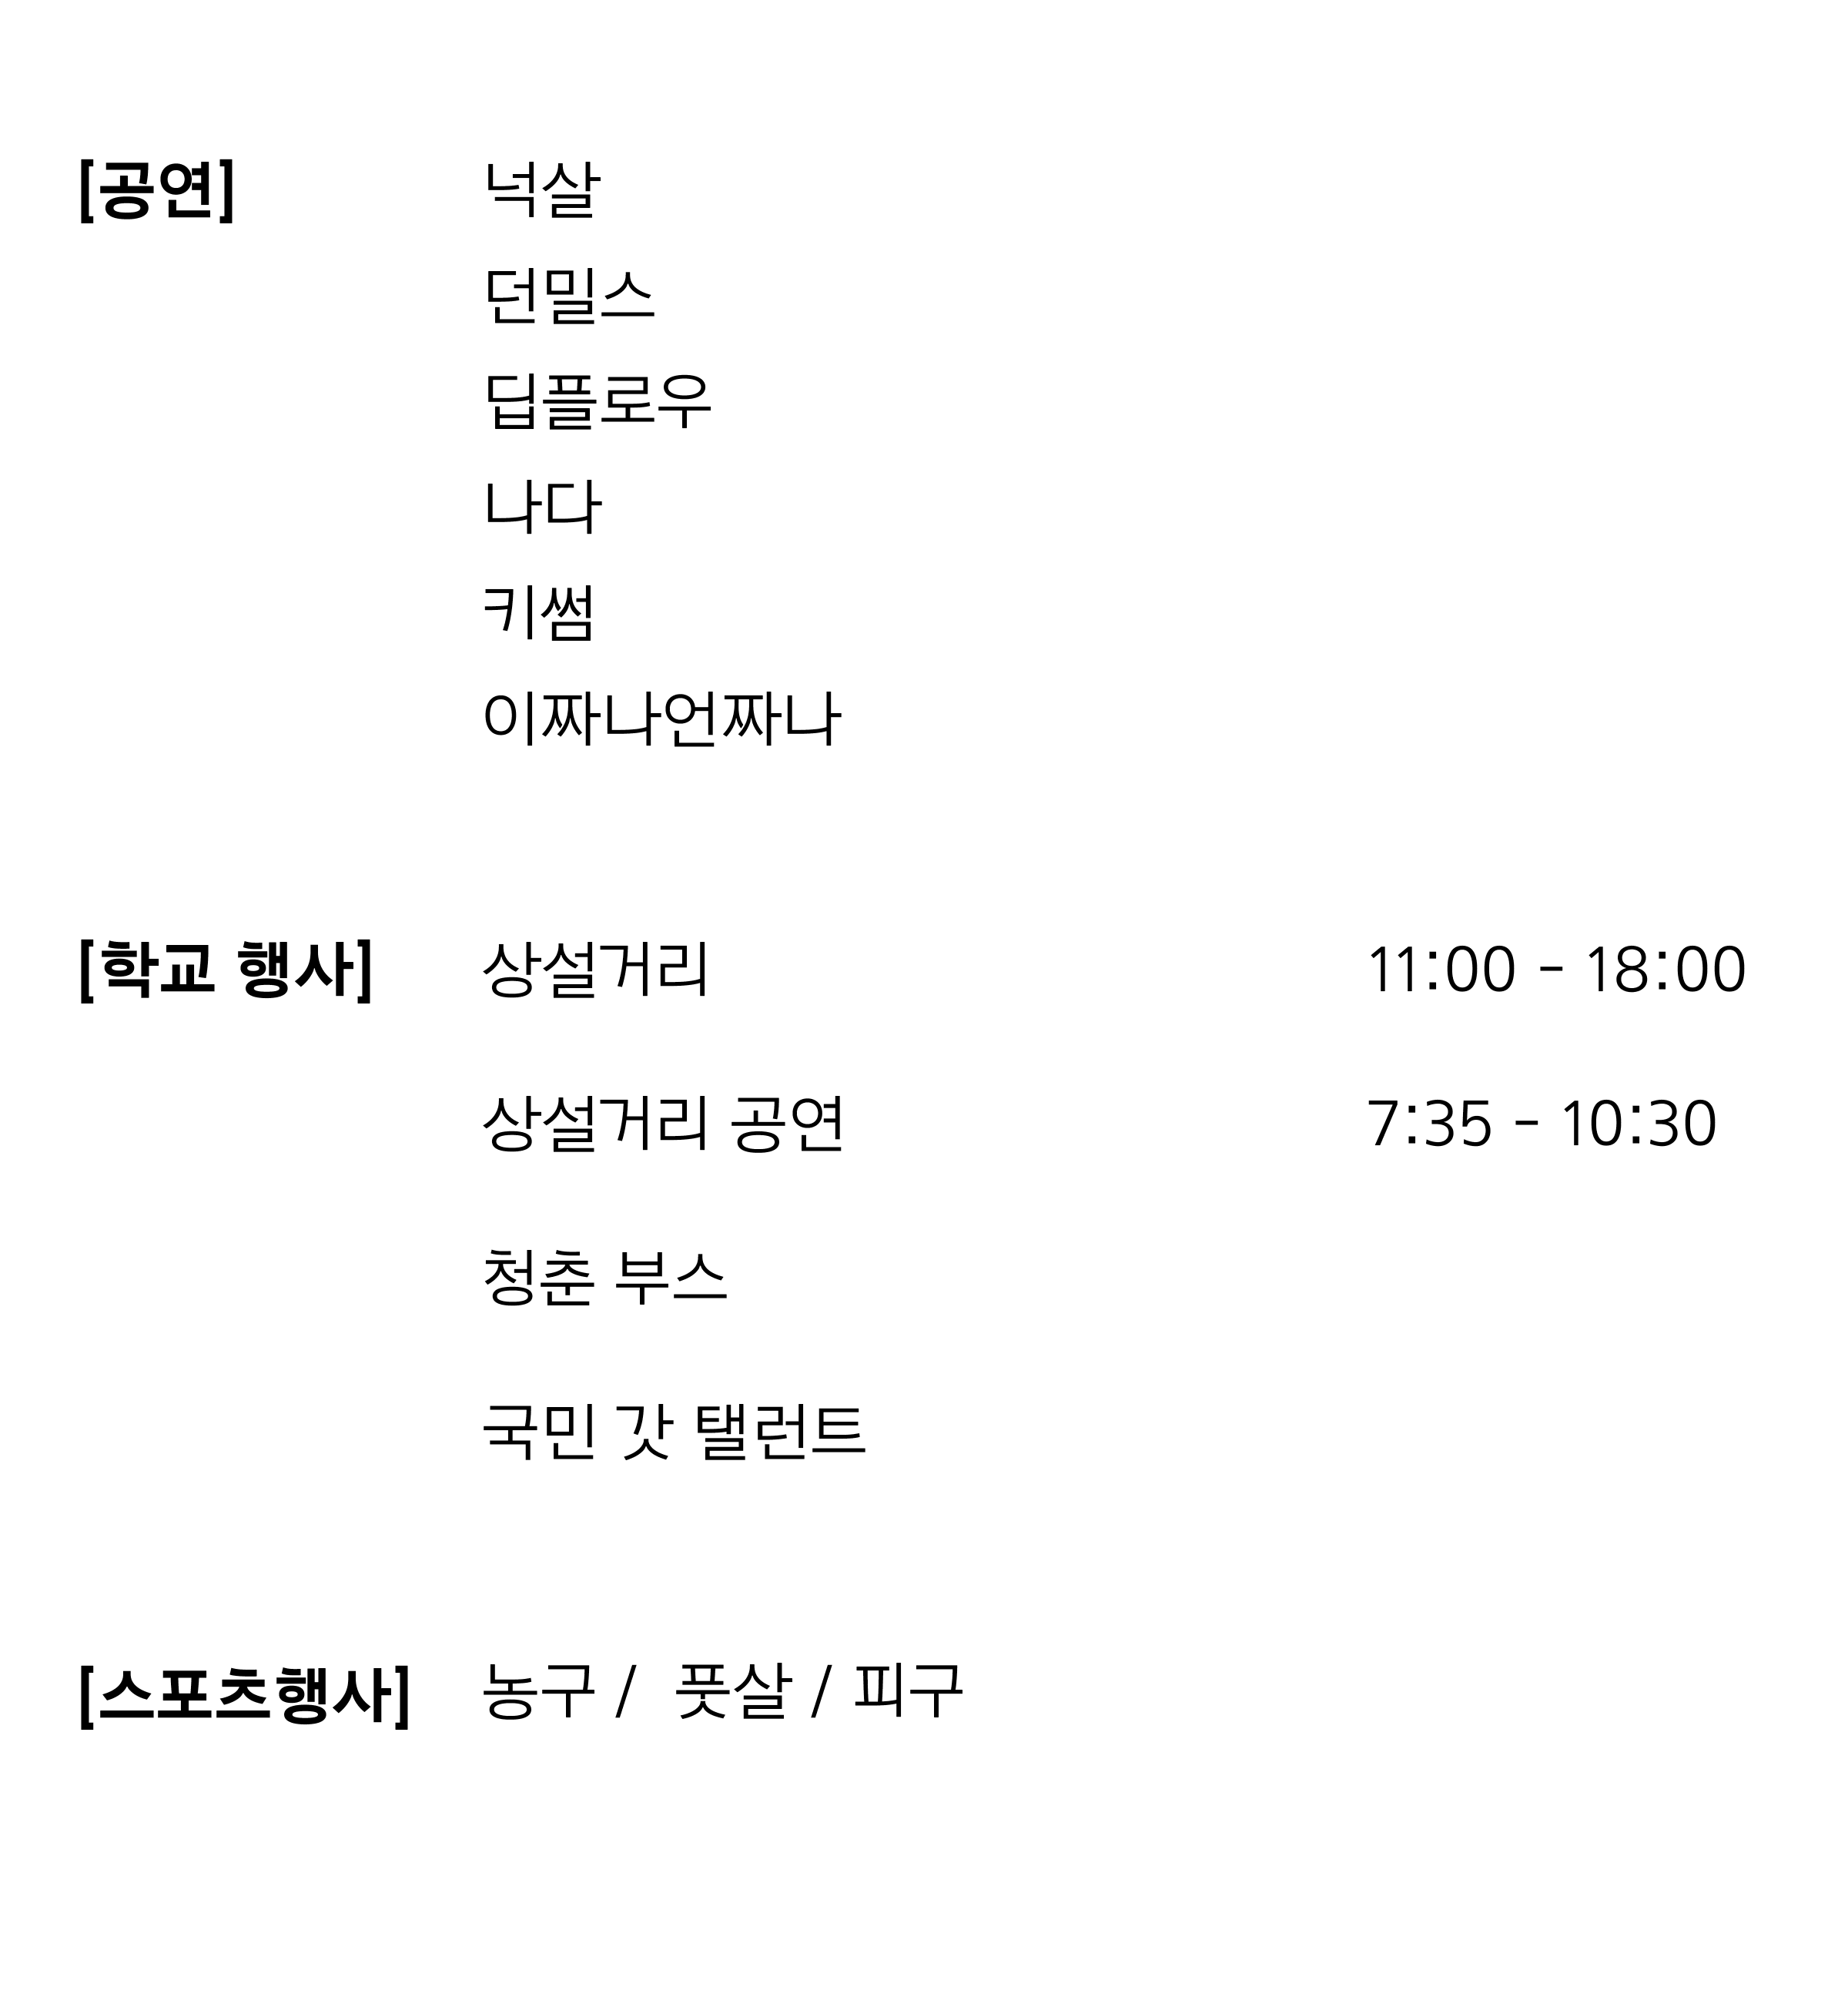 [공연] 넉살
던밀스
딥플로우
나다
키썸
이짜나언짜나
[학교 행사] 상설거리 11:00 - 18:00
상설거리 공연 7:35 - 10:30
청춘 부스
국민 갓 탤런트
[스포츠행사] 농구 / 풋살 / 피구